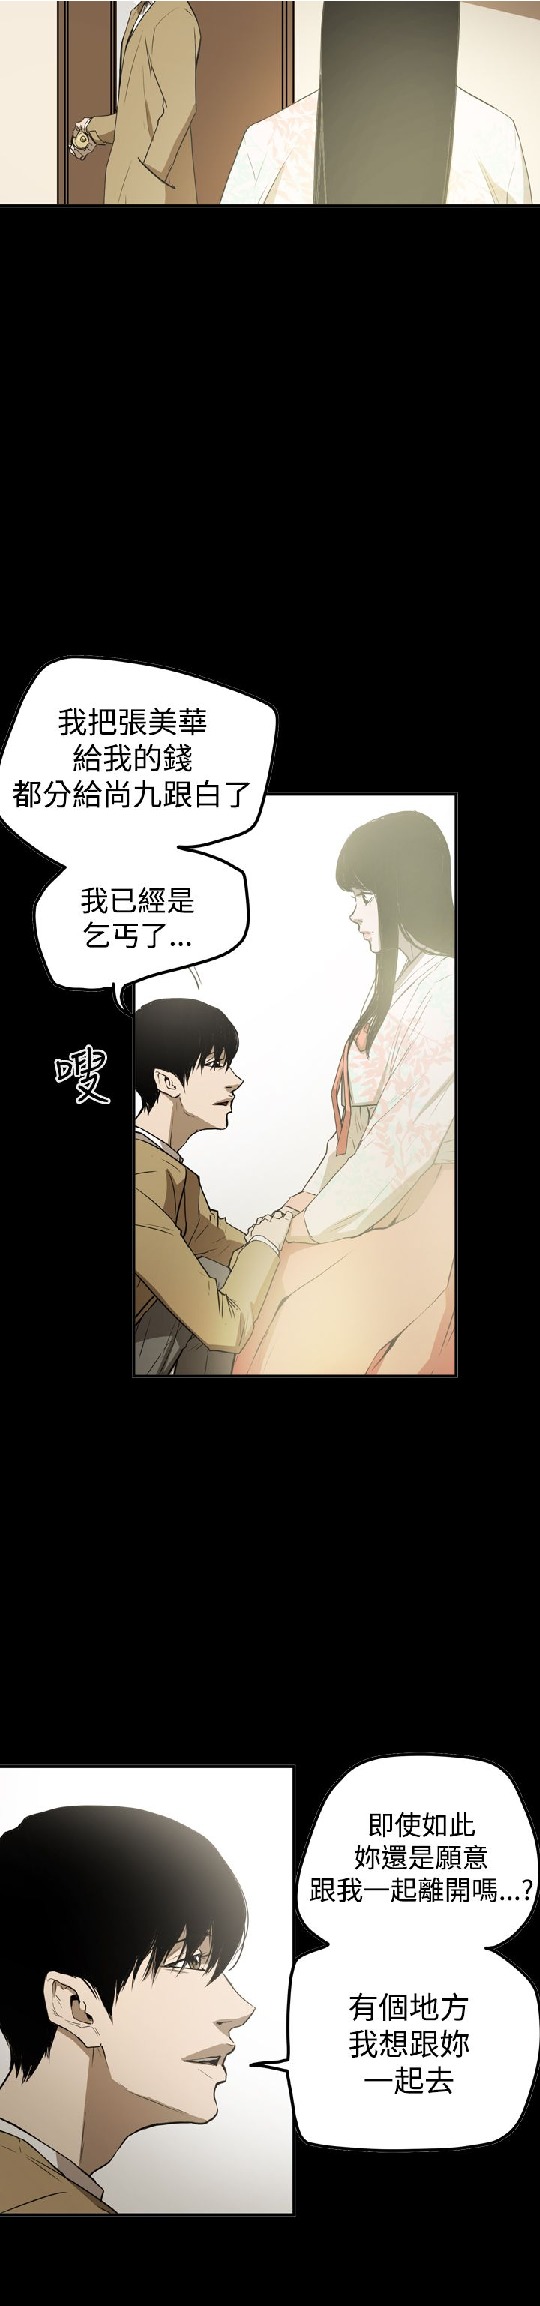 我把張美華
給我的錢
都分給尚九跟白了
我已經是
乞丐了...
嗖
即使如此
妳還是願意
跟我一起離開嗎...?
有個地方
我想跟妳
一起去